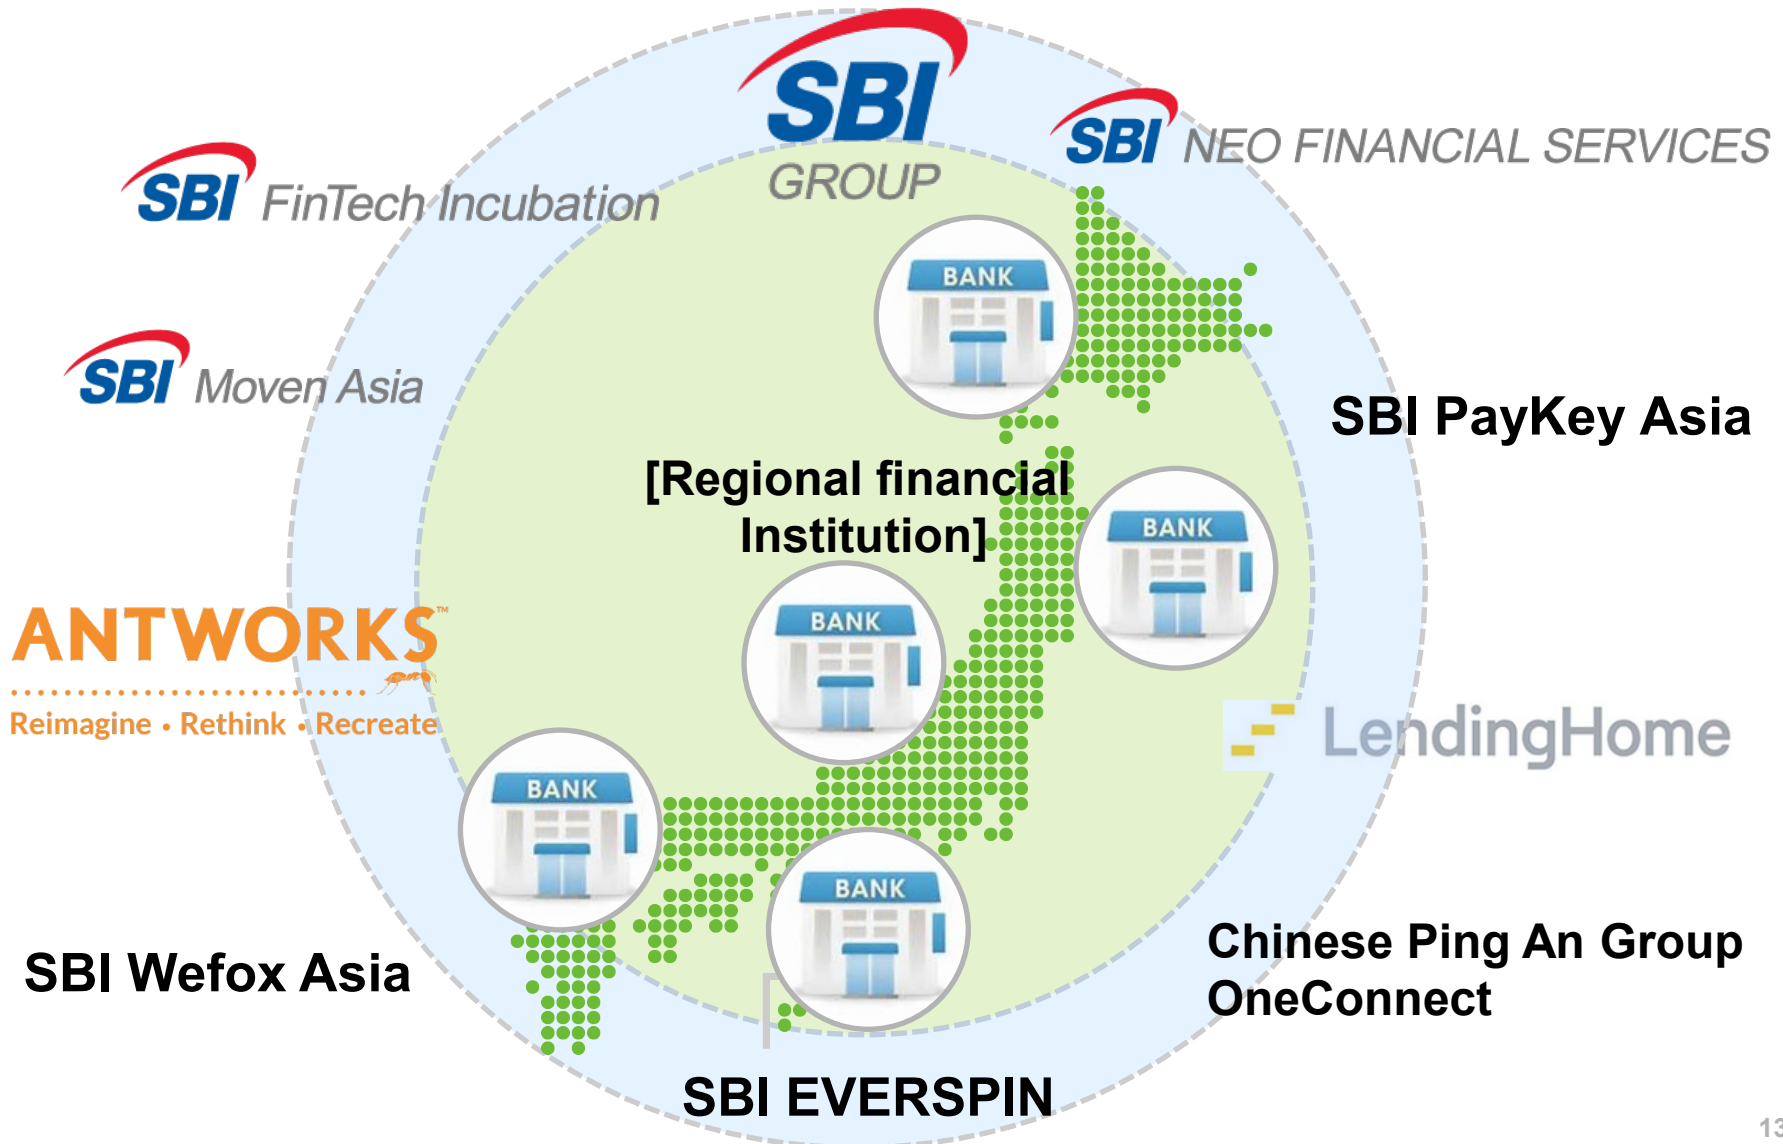 SBI
GROUP
SBI NEO FINANCIAL SERVICES
SBI FinTech Incubation
BANK
SBI Moven Asia
SBI PayKey Asia
[Regional financial
Institution]
BANK
BANK
ANTWORKS™
Reimagine • Rethink • Recreate
LendingHome
BANK
BANK
SBI Wefox Asia
Chinese Ping An Group
OneConnect
SBI EVERSPIN
13